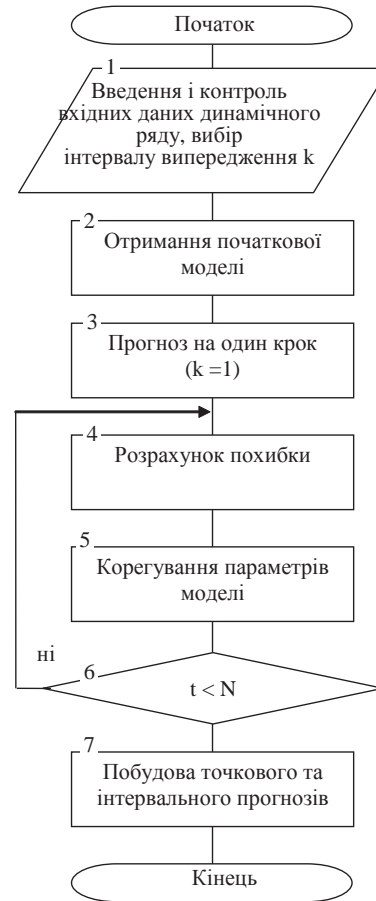 Початок
1
Введення і контроль
вхідних даних динамічного
ряду, вибір
інтервалу випередження k
2
Отримання початкової
моделі
3
Прогноз на один крок
(k =1)
4
Розрахунок похибки
5
Корегування параметрів
моделі
ні
6
t < N
7
Побудова точкового та
інтервального прогнозів
Кінець